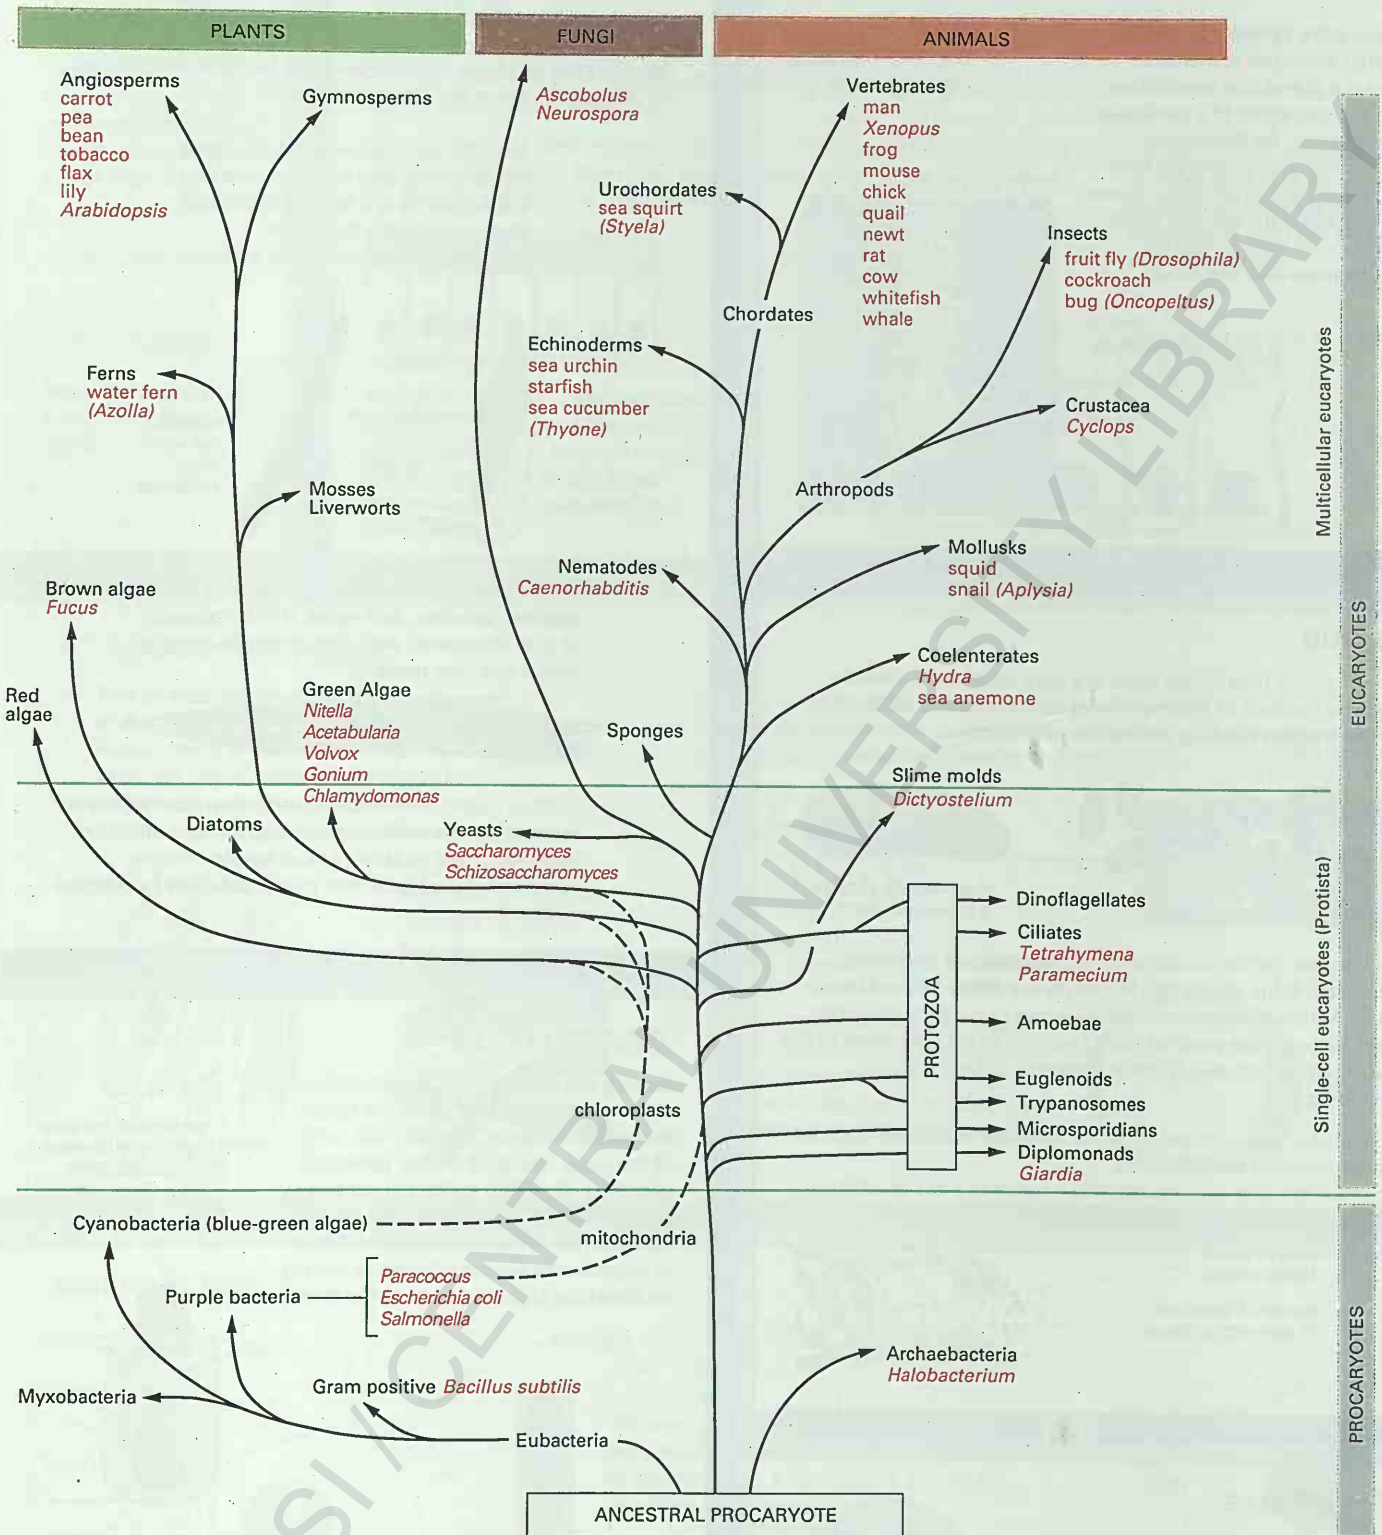 PLANTS
FUNGI
ANIMALS
Angiosperms
carrot
pea
bean
tobacco
flax
lily
Arabidopsis
Gymnosperms
Ascobolus
Neurospora
Vertebrates
man
Xenopus
frog
mouse
chick
quail
newt
rat
cow
whitefish
whale
Urochordates
sea squirt
(Styela)
Insects
fruit fly (Drosophila)
cockroach
bug (Oncopeltus)
Chordates
Echinoderms
sea urchin
starfish
sea cucumber
(Thyone)
Ferns
water fern
(Azolla)
Crustacea
Cyclops
Arthropods
Mosses
Liverworts
Mollusks
squid
snail (Aplysia)
Nematodes
Caenorhabditis
Brown algae
Fucus
Coelenterates
Hydra
sea anemone
Red
algae
Green Algae
Nitella
Acetabularia
Volvox
Gonium
Chlamydomonas
Sponges
Slime molds
Dictyostelium
Diatoms
Yeasts
Saccharomyces
Schizosaccharomyces
PROTOZOA
Dinoflagellates
Ciliates
Tetrahymena
Paramecium
Amoebae
Euglenoids
Trypanosomes
Microsporidians
Diplomonads
Giardia
chloroplasts
mitochondria
Cyanobacteria (blue-green algae)
Purple bacteria
Paracoccus
Escherichia coli
Salmonella
Myxobacteria
Gram positive Bacillus subtilis
Eubacteria
Archaebacteria
Halobacterium
ANCESTRAL PROCARYOTE
Multicellular eucaryotes
Single-cell eucaryotes (Protista)
EUCARYOTES
PROCARYOTES
SI / CENTRAL UNIVERSITY LIBRARY